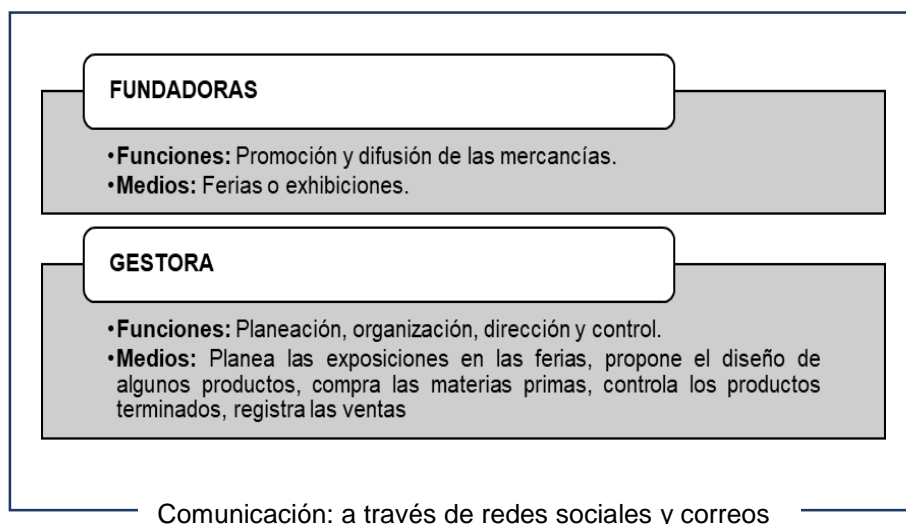 FUNDADORAS
•Funciones: Promoción y difusión de las mercancías.
•Medios: Ferias o exhibiciones.
GESTORA
•Funciones: Planeación, organización, dirección y control.
•Medios: Planea las exposiciones en las ferias, propone el diseño de
algunos productos, compra las materias primas, controla los productos
terminados, registra las ventas
Comunicación: a través de redes sociales y correos